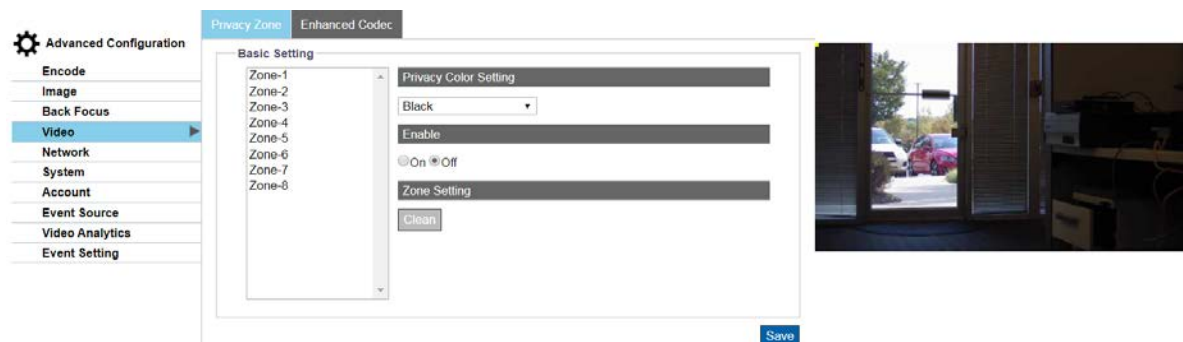 Advanced Configuration
Encode
Image
Back Focus
Video
Network
System
Account
Event Source
Video Analytics
Event Setting
Privacy Zone
Enhanced Codec
Basic Setting
Zone-1
Zone-2
Zone-3
Zone-4
Zone-5
Zone-6
Zone-7
Zone-8
Privacy Color Setting
Black
Enable
On Off
Zone Setting
Clean
Save